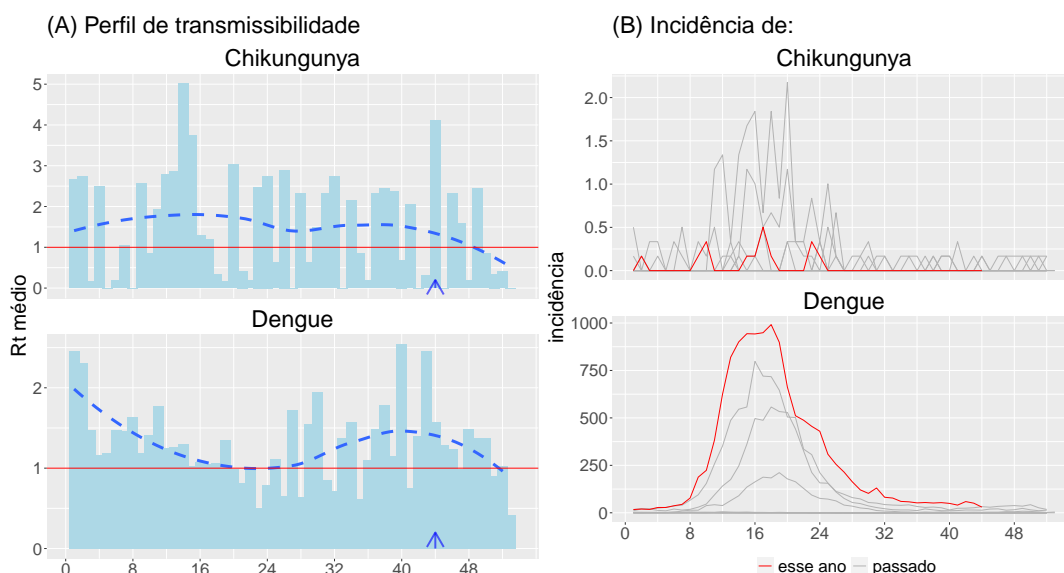 (A) Perfil de transmissibilidade
Chikungunya
5
4
3
2
1
0
Dengue
2
1
0
Rt médio
0 8 16 24 32 40 48
(B) Incidência de:
Chikungunya
2.0
1.5
1.0
0.5
0.0
Dengue
1000
750
500
250
0
incidência
0 8 16 24 32 40 48
esse ano passado